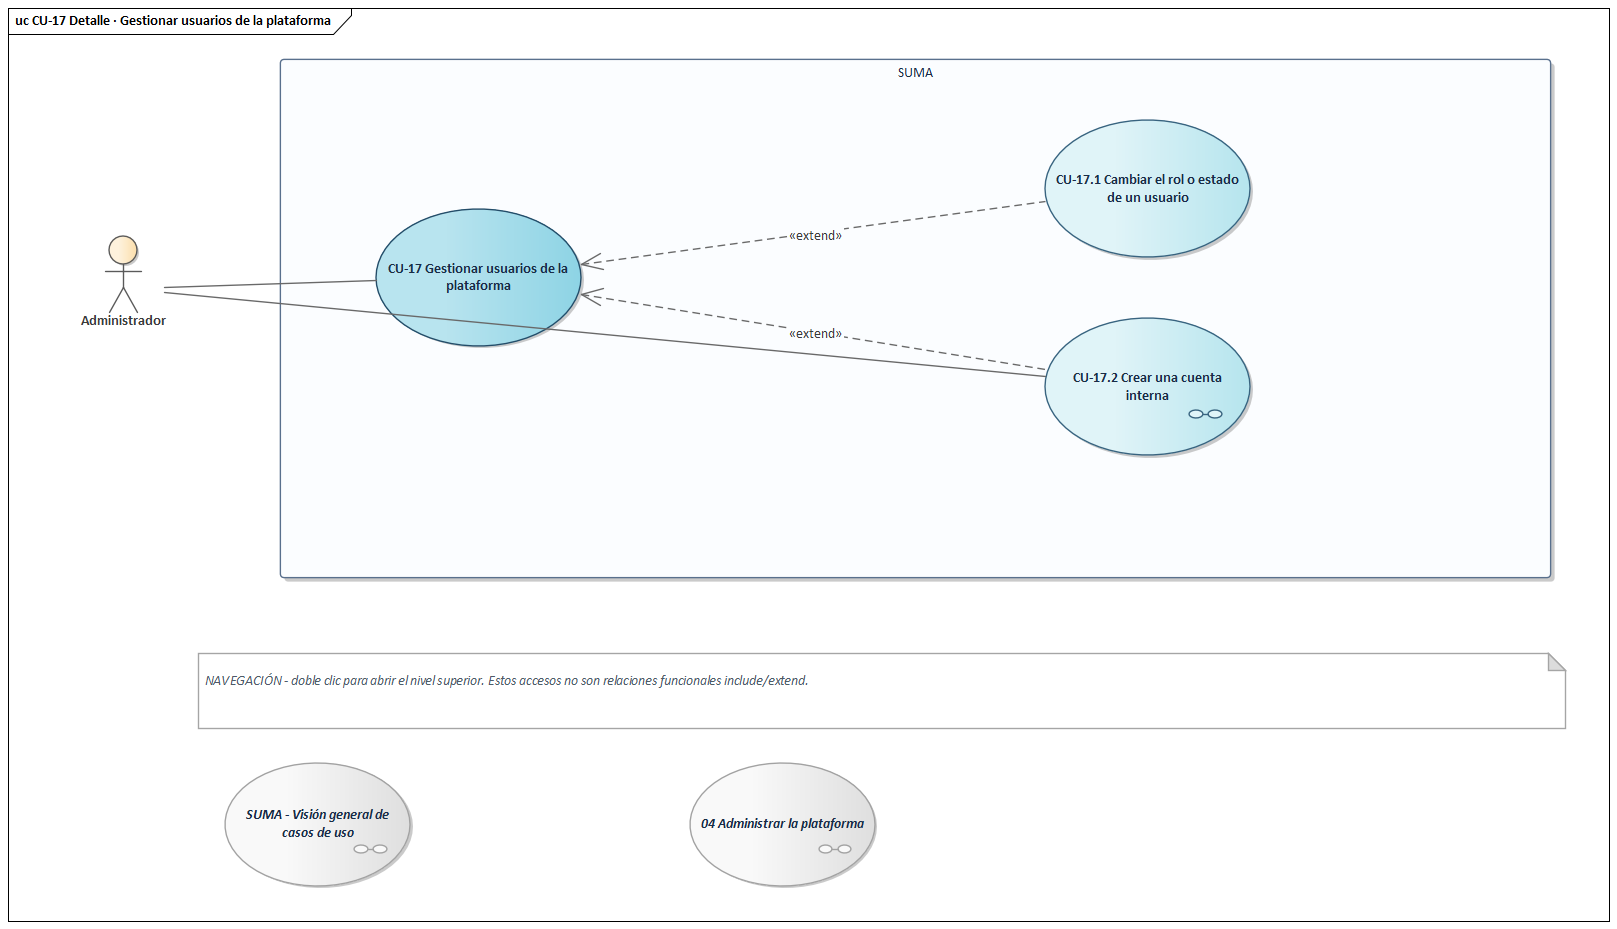 uc CU-17 Detalle · Gestionar usuarios de la plataforma
SUMA
CU-17.1 Cambiar el rol o estado
de un usuario
«extend»
CU-17 Gestionar usuarios de la
plataforma
Administrador
«extend»
CU-17.2 Crear una cuenta
interna
NAVEGACIÓN - doble clic para abrir el nivel superior. Estos accesos no son relaciones funcionales include/extend.
SUMA - Visión general de
casos de uso
04 Administrar la plataforma